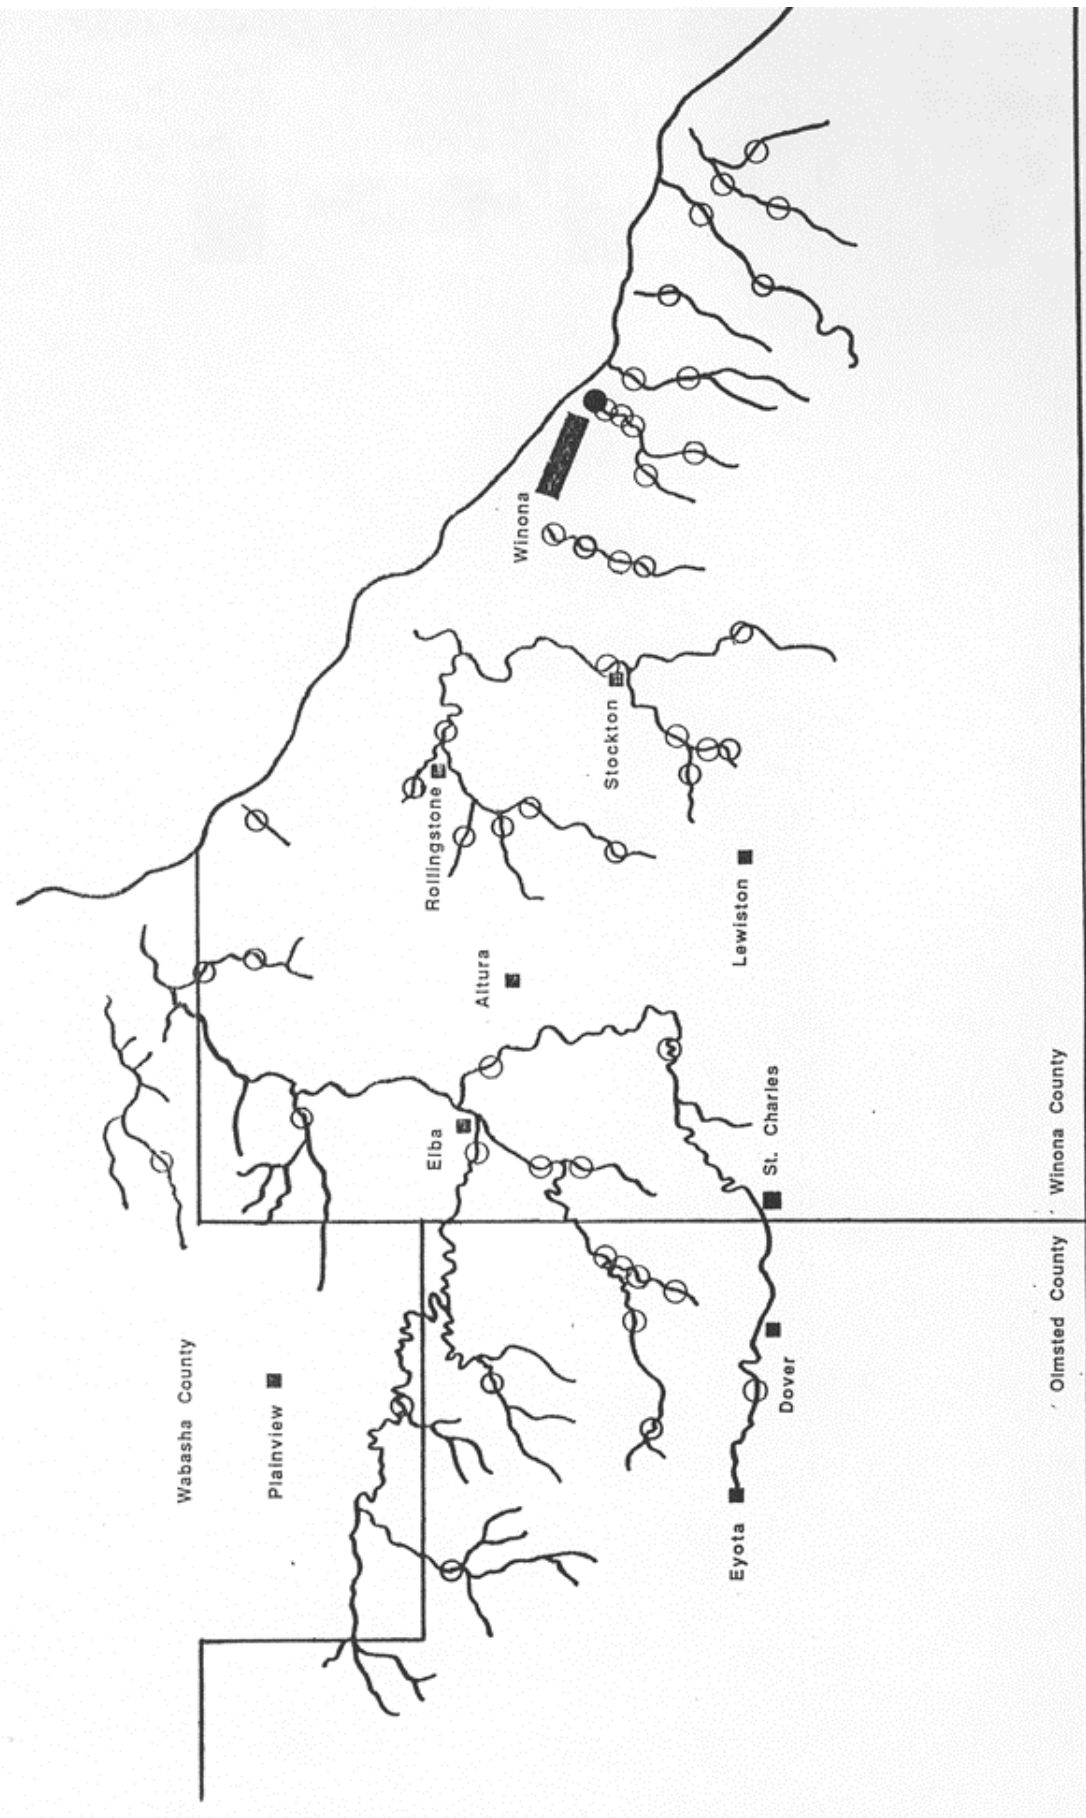 Wabasha County
Plainview
Elba
Rollingstone
Altura
Winona
Stockton
Lewiston
St. Charles
Dover
Eyota
Winona County
Olmsted County